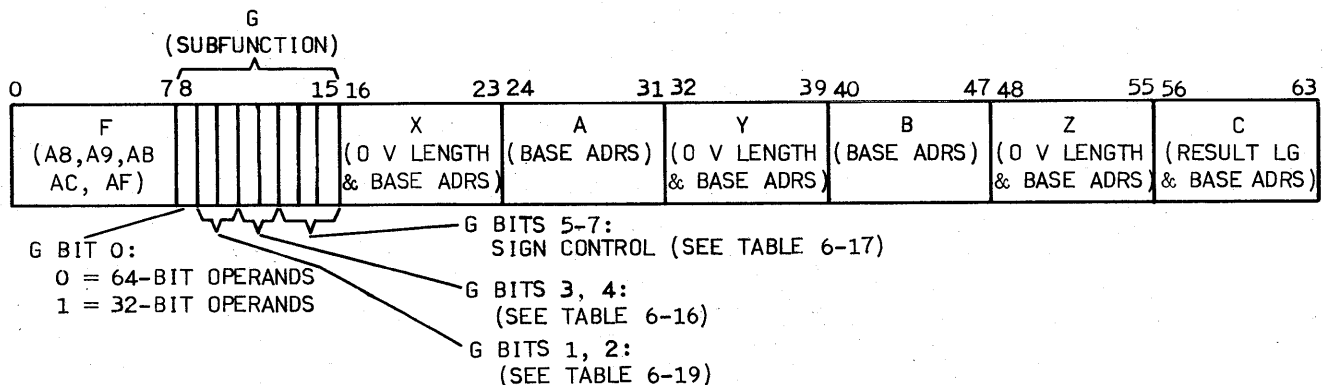 G
(SUBFUNCTION)
0 7 8 15 16 23 24 31 32 39 40 47 48 55 56 63
F X A Y B Z C
(A8,A9,AB (O V LENGTH (BASE ADRS) (O V LENGTH (BASE ADRS) (O V LENGTH (RESULT LG
AC, AF) & BASE ADRS) & BASE ADRS) & BASE ADRS) & BASE ADRS)
G BIT 0:
0 = 64-BIT OPERANDS
1 = 32-BIT OPERANDS
G BITS 5-7:
SIGN CONTROL (SEE TABLE 6-17)
G BITS 3, 4:
(SEE TABLE 6-16)
G BITS 1, 2:
(SEE TABLE 6-19)